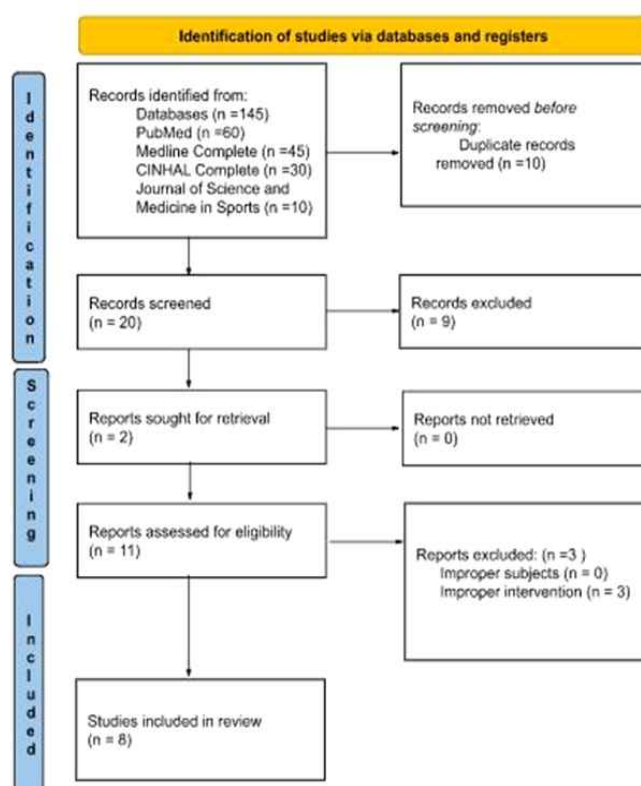 Identification of studies via databases and registers
Identification
Records identified from:
Databases (n =145)
PubMed (n =60)
Medline Complete (n =45)
CINHAL Complete (n =30)
Journal of Science and
Medicine in Sports (n =10)
Records removed before
screening:
Duplicate records
removed (n =10)
Records screened
(n = 20)
Records excluded
(n = 9)
Screening
Reports sought for retrieval
(n = 2)
Reports not retrieved
(n = 0)
Reports assessed for eligibility
(n = 11)
Reports excluded: (n =3 )
Improper subjects (n = 0)
Improper intervention (n = 3)
Included
Studies included in review
(n = 8)